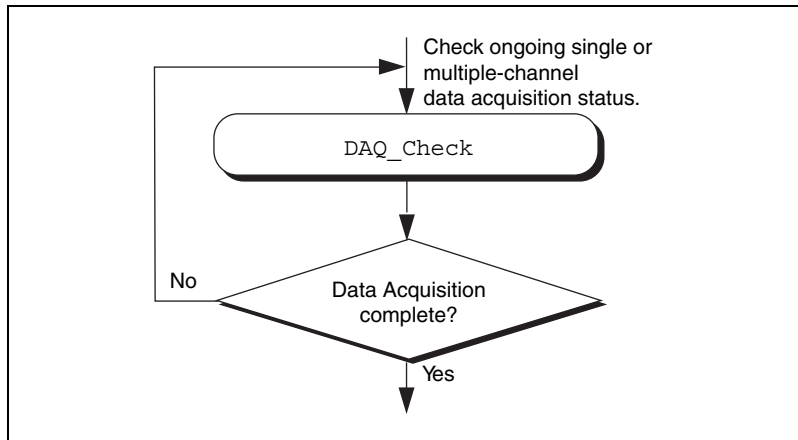 Check ongoing single or
multiple-channel
data acquisition status.
DAQ_Check
No
Data Acquisition
complete?
Yes